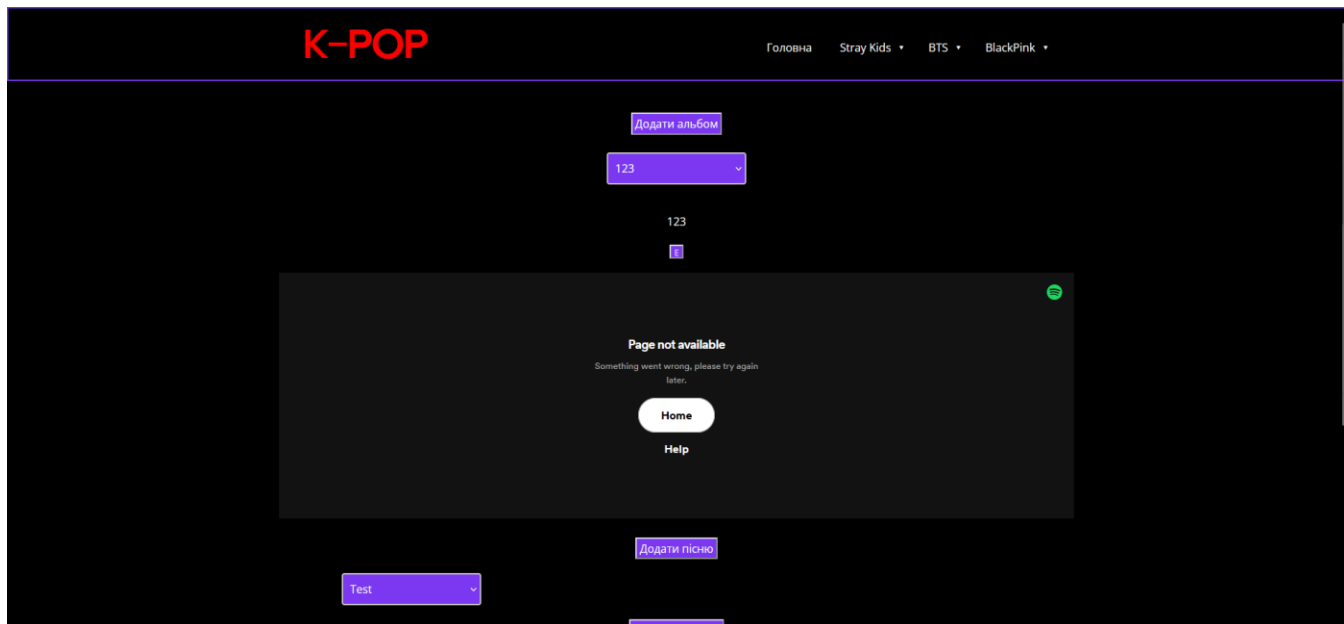 K-POP
Головна Stray Kids BTS BlackPink
Додати альбом
123
123
E
Page not available
Something went wrong, please try again
later.
Home
Help
Додати пісню
Test